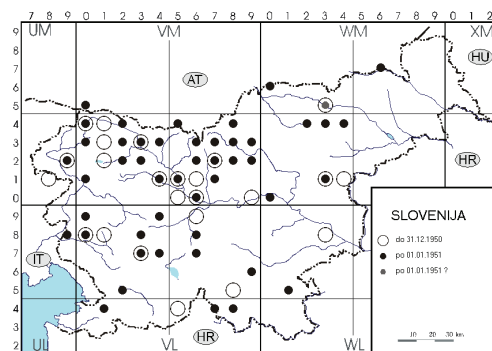 7 8 9 0 1 2 3 4 5 6 7 8 9 0 1 2 3 4 5 6 7 8 9 0 1 2
9 UM VM WM XM
8 HU
7 AT
6
5
4
3
2 HR
1
0
9 SLOVENIJA
8 do 31.12.1950
7 po 01.01.1951
IT
6 po 01.01.1951 ?
5
4
3 10 20 30 km
HR
2 UL VL WL